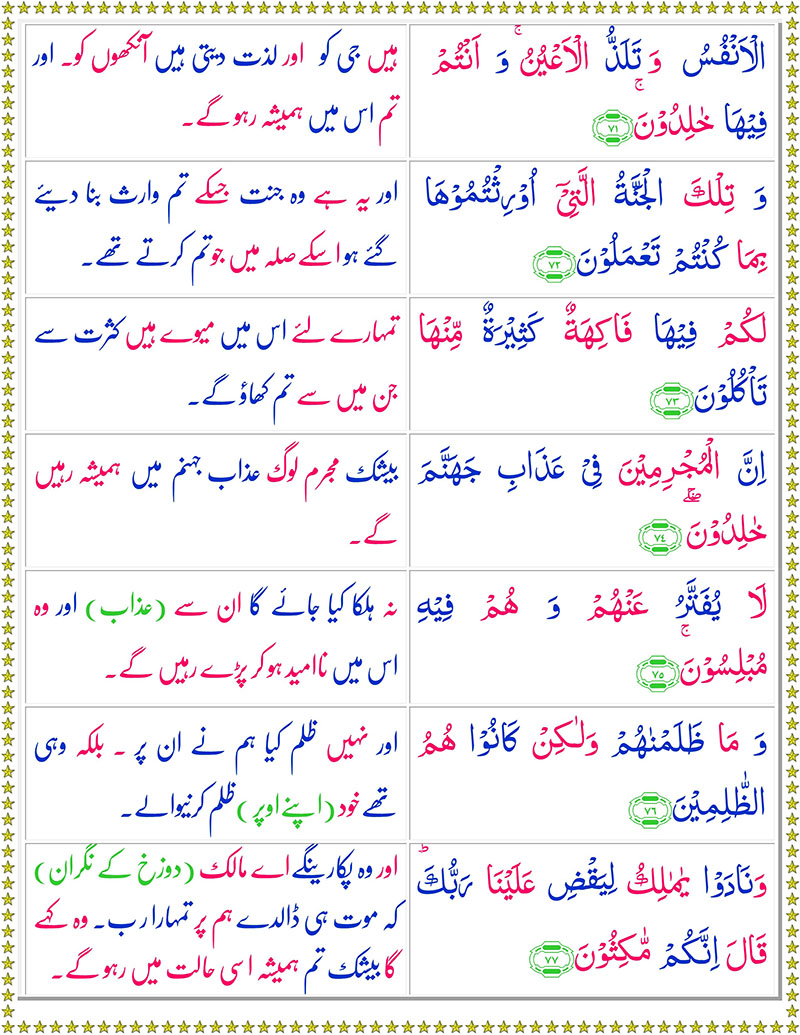 الْاَنْفُسُ وَ تَلَذُّ الْاَعْیُنُ ۚ وَ اَنْتُمْ
فِیْهَا خٰلِدُوْنَ ۚ ﴿۷۱﴾
ہیں جی کو اور لذت دیتی ہیں آنکھوں کو۔ اور
تم اس میں ہمیشہ رہو گے۔
وَ تِلْكَ الْجَنَّةُ الَّتِیْۤ اُوْرِثْتُمُوْهَا
بِمَا كُنْتُمْ تَعْمَلُوْنَ ﴿۷۲﴾
اور یہ ہے وہ جنت جسکے تم وارث بنا دیئے
گئے ہو اسکے صلہ میں جو تم کرتے تھے۔
لَكُمْ فِیْهَا فَاكِهَةٌ كَثِیْرَةٌ مِّنْهَا
تَاْكُلُوْنَ ﴿۷۳﴾
تمہارے لئے اس میں میوے ہیں کثرت سے
جن میں سے تم کھاؤ گے۔
اِنَّ الْمُجْرِمِیْنَ فِیْ عَذَابِ جَهَنَّمَ
خٰلِدُوْنَ ۖۚ ﴿۷۴﴾
بیشک مجرم لوگ عذاب جہنم میں ہمیشہ رہیں
گے۔
لَا یُفَتَّرُ عَنْهُمْ وَ هُمْ فِیْهِ
مُبْلِسُوْنَ ۚ ﴿۷۵﴾
نہ ہلکا کیا جائے گا ان سے (عذاب) اور وہ
اس میں ناامید ہو کر پڑے رہیں گے۔
وَ مَا ظَلَمْنٰهُمْ وَلٰكِنْ كَانُوْا هُمُ
الظّٰلِمِیْنَ ﴿۷۶﴾
اور نہیں ظلم کیا ہم نے ان پر ۔ بلکہ وہی
تھے خود (اپنے اوپر) ظلم کرنیوالے۔
وَنَادَوْا یٰمٰلِكُ لِیَقْضِ عَلَیْنَا رَبُّكَ ؕ
قَالَ اِنَّكُمْ مّٰكِثُوْنَ ﴿۷۷﴾
اور وہ پکارینگے اے مالک (دوزخ کے نگران)
کہ موت ہی ڈالدے ہم پر تمہارا رب۔ وہ کہے
گا بیشک تم ہمیشہ اسی حالت میں رہو گے۔